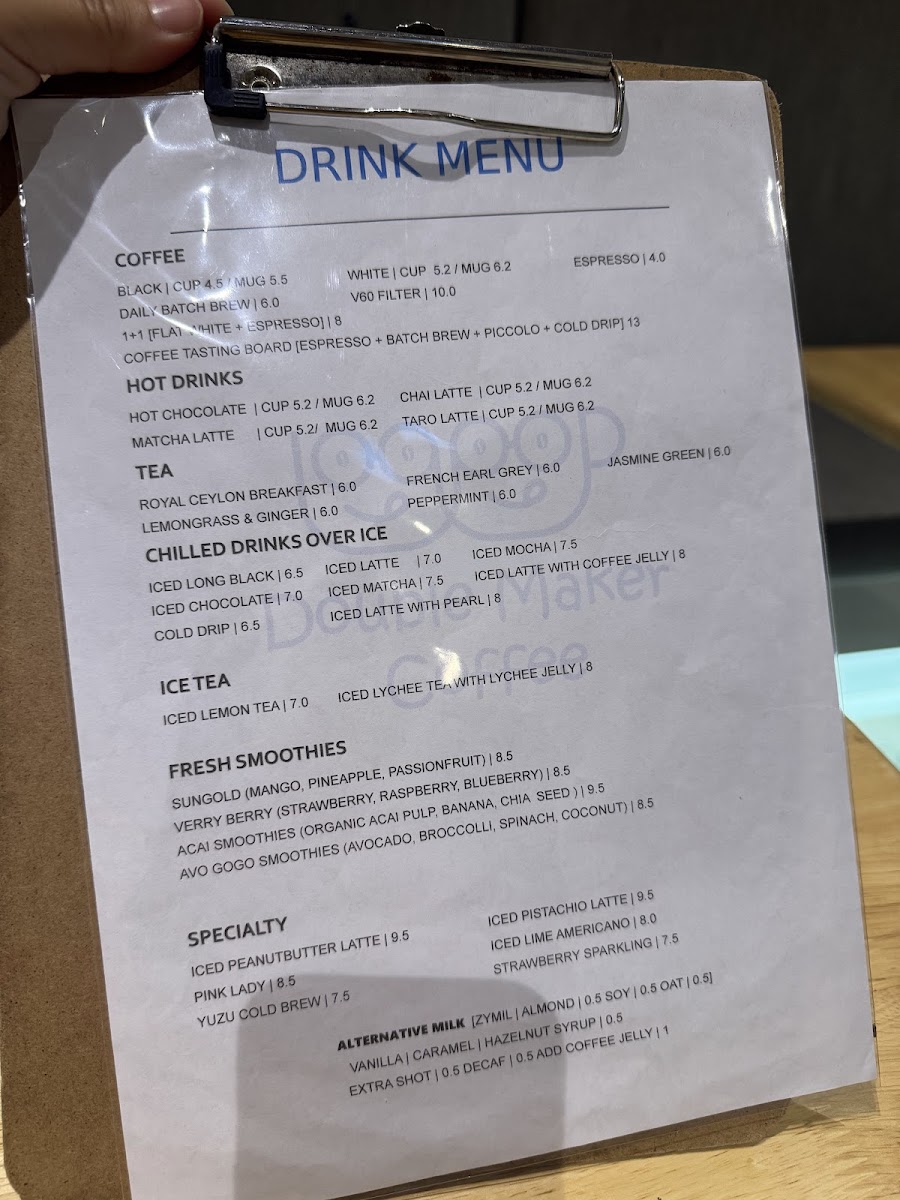 DRINK MENU
COFFEE
BLACK | CUP 4.5 / MUG 5.5 WHITE | CUP 5.2 / MUG 6.2 ESPRESSO | 4.0
DAILY BATCH BREW | 6.0 V60 FILTER | 10.0
1+1 [FLAT WHITE + ESPRESSO] | 8
COFFEE TASTING BOARD [ESPRESSO + BATCH BREW + PICCOLO + COLD DRIP] 13
HOT DRINKS
HOT CHOCOLATE | CUP 5.2 / MUG 6.2 CHAI LATTE | CUP 5.2 / MUG 6.2
MATCHA LATTE | CUP 5.2/ MUG 6.2 TARO LATTE | CUP 5.2 / MUG 6.2
TEA
ROYAL CEYLON BREAKFAST | 6.0 FRENCH EARL GREY | 6.0 JASMINE GREEN | 6.0
LEMONGRASS & GINGER | 6.0 PEPPERMINT | 6.0
CHILLED DRINKS OVER ICE
ICED LONG BLACK | 6.5 ICED LATTE | 7.0 ICED MOCHA | 7.5
ICED CHOCOLATE | 7.0 ICED MATCHA | 7.5 ICED LATTE WITH COFFEE JELLY | 8
COLD DRIP | 6.5 ICED LATTE WITH PEARL | 8
Double Maker
Coffee
ICE TEA
ICED LEMON TEA | 7.0 ICED LYCHEE TEA WITH LYCHEE JELLY | 8
FRESH SMOOTHIES
SUNGOLD (MANGO, PINEAPPLE, PASSIONFRUIT) | 8.5
VERRY BERRY (STRAWBERRY, RASPBERRY, BLUEBERRY) | 8.5
ACAI SMOOTHIES (ORGANIC ACAI PULP, BANANA, CHIA SEED ) | 9.5
AVO GOGO SMOOTHIES (AVOCADO, BROCCOLLI, SPINACH, COCONUT) | 8.5
SPECIALTY
ICED PEANUTBUTTER LATTE | 9.5 ICED PISTACHIO LATTE | 9.5
PINK LADY | 8.5 ICED LIME AMERICANO | 8.0
YUZU COLD BREW | 7.5 STRAWBERRY SPARKLING | 7.5
ALTERNATIVE MILK [ZYMIL | ALMOND | 0.5 SOY | 0.5 OAT | 0.5]
VANILLA | CARAMEL | HAZELNUT SYRUP | 0.5
EXTRA SHOT | 0.5 DECAF | 0.5 ADD COFFEE JELLY | 1